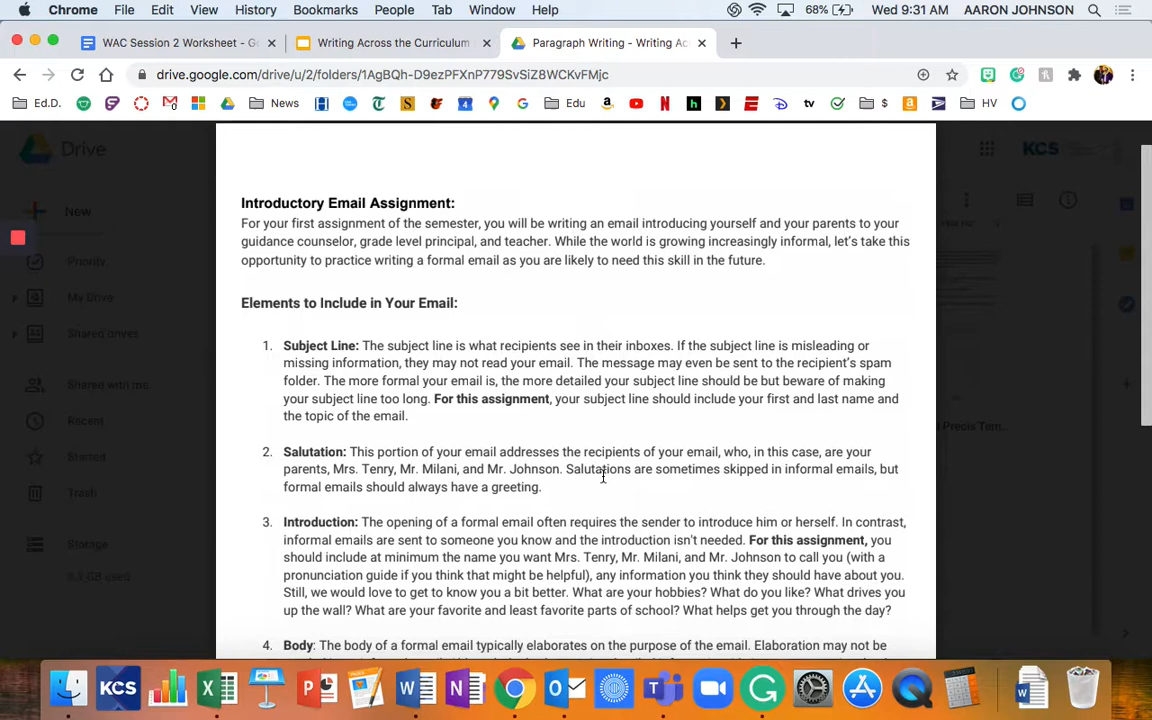 Chrome File Edit View History Bookmarks People Tab Window Help 68% Wed 9:31 AM AARON JOHNSON
WAC Session 2 Worksheet - Go
Writing Across the Curriculum
Paragraph Writing - Writing Ac
drive.google.com/drive/u/2/folders/1AgBQh-D9ezPFXnP779SvSiZ8WCKvFMjc
Ed.D. News Edu tv $ HV
Drive
KCS
New
Priority
My Drive
Shared drives
Shared with me
Recent
Starred
Trash
Storage
GB used
Introductory Email Assignment:
For your first assignment of the semester, you will be writing an email introducing yourself and your parents to your
guidance counselor, grade level principal, and teacher. While the world is growing increasingly informal, let's take this
opportunity to practice writing a formal email as you are likely to need this skill in the future.
Elements to Include in Your Email:
1. Subject Line: The subject line is what recipients see in their inboxes. If the subject line is misleading or
missing information, they may not read your email. The message may even be sent to the recipient's spam
folder. The more formal your email is, the more detailed your subject line should be but beware of making
your subject line too long. For this assignment, your subject line should include your first and last name and
the topic of the email.
2. Salutation: This portion of your email addresses the recipients of your email, who, in this case, are your
parents, Mrs. Tenry, Mr. Milani, and Mr. Johnson. Salutations are sometimes skipped in informal emails, but
formal emails should always have a greeting.
3. Introduction: The opening of a formal email often requires the sender to introduce him or herself. In contrast,
informal emails are sent to someone you know and the introduction isn't needed. For this assignment, you
should include at minimum the name you want Mrs. Tenry, Mr. Milani, and Mr. Johnson to call you (with a
pronunciation guide if you think that might be helpful), any information you think they should have about you.
Still, we would love to get to know you a bit better. What are your hobbies? What do you like? What drives you
up the wall? What are your favorite and least favorite parts of school? What helps get you through the day?
4. Body: The body of a formal email typically elaborates on the purpose of the email. Elaboration may not be
KCS